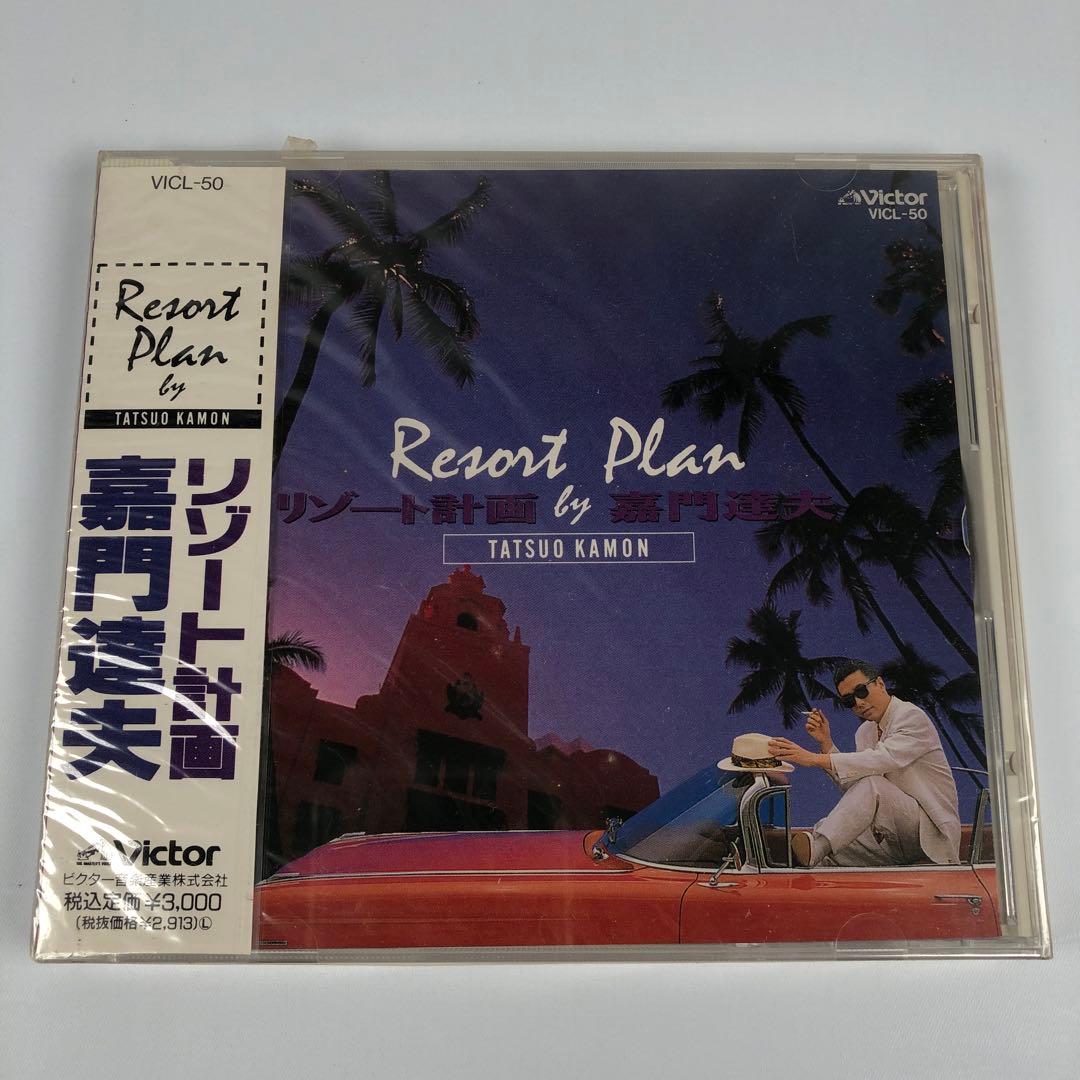 VICL-50
Resort
Plan
by
TATSUO KAMON
リゾート計画
嘉門達夫
Victor
ビクター音楽産業株式会社
税込定価¥3,000
(税抜価格¥2,913)Ⓛ
Victor
VICL-50
Resort Plan
リゾート計画 by 嘉門達夫
TATSUO KAMON